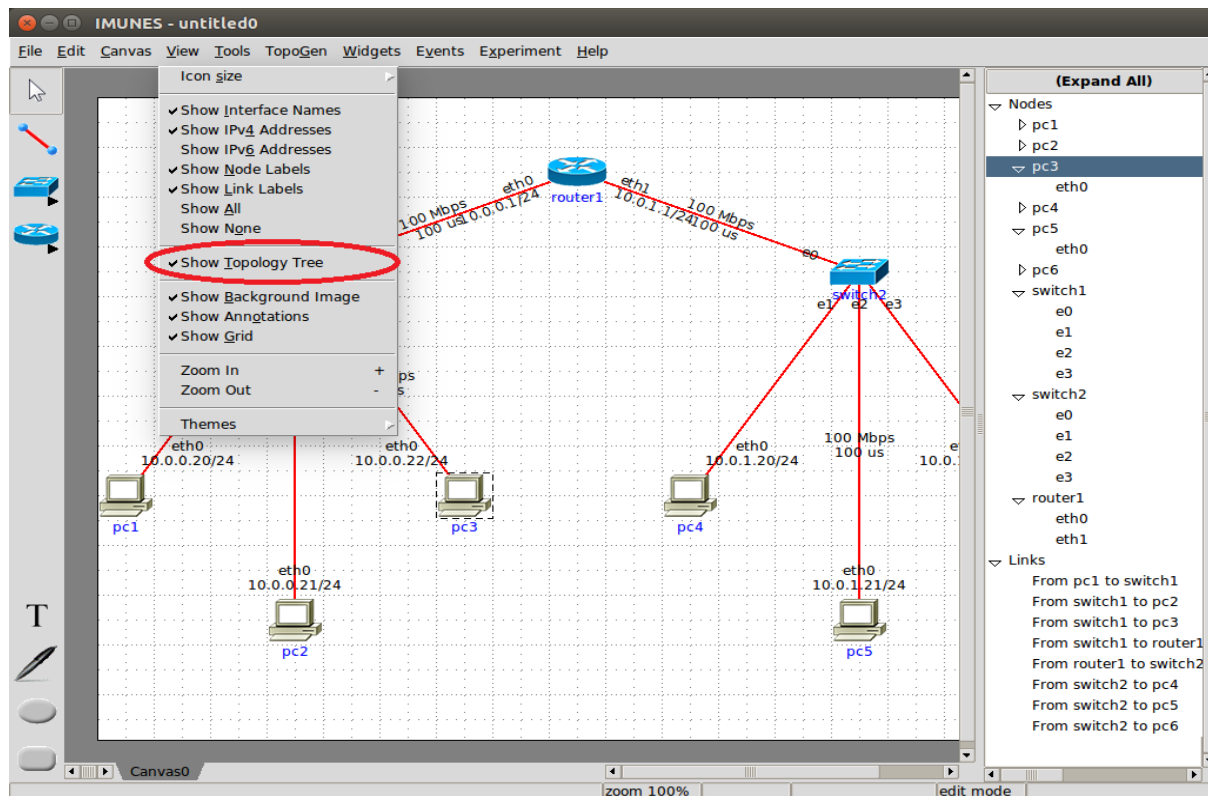 IMUNES - untitled0
File Edit Canvas View Tools TopoGen Widgets Events Experiment Help
Icon size
Show Interface Names
Show IPv4 Addresses
Show IPv6 Addresses
Show Node Labels
Show Link Labels
Show All
Show None
Show Topology Tree
Show Background Image
Show Annotations
Show Grid
Zoom In +
Zoom Out -
Themes
eth0
10.0.0.1/24
100 Mbps
100 us
router1
eth1
10.0.1.1/24
100 Mbps
100 us
e0
switch2
e1 e2 e3
ps
s
eth0
10.0.0.20/24
pc1
eth0
10.0.0.22/24
pc3
eth0
10.0.0.21/24
pc2
eth0
10.0.1.20/24
pc4
100 Mbps
100 us
eth0
10.0.1.21/24
pc5
e
10.0.
T
Canvas0
zoom 100%
edit mode
(Expand All)
Nodes
pc1
pc2
pc3
eth0
pc4
pc5
eth0
pc6
switch1
e0
e1
e2
e3
switch2
e0
e1
e2
e3
router1
eth0
eth1
Links
From pc1 to switch1
From switch1 to pc2
From switch1 to pc3
From switch1 to router1
From router1 to switch2
From switch2 to pc4
From switch2 to pc5
From switch2 to pc6